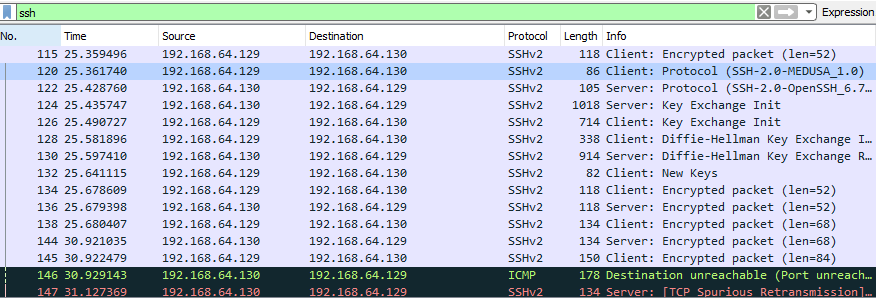 ssh Expression
No. Time Source Destination Protocol Length Info
115 25.359496 192.168.64.129 192.168.64.130 SSHv2 118 Client: Encrypted packet (len=52)
120 25.361740 192.168.64.129 192.168.64.130 SSHv2 86 Client: Protocol (SSH-2.0-MEDUSA_1.0)
122 25.428760 192.168.64.130 192.168.64.129 SSHv2 105 Server: Protocol (SSH-2.0-OpenSSH_6.7…
124 25.435747 192.168.64.130 192.168.64.129 SSHv2 1018 Server: Key Exchange Init
126 25.490727 192.168.64.129 192.168.64.130 SSHv2 714 Client: Key Exchange Init
128 25.581896 192.168.64.129 192.168.64.130 SSHv2 338 Client: Diffie-Hellman Key Exchange I…
130 25.597410 192.168.64.130 192.168.64.129 SSHv2 914 Server: Diffie-Hellman Key Exchange R…
132 25.641115 192.168.64.129 192.168.64.130 SSHv2 82 Client: New Keys
134 25.678609 192.168.64.129 192.168.64.130 SSHv2 118 Client: Encrypted packet (len=52)
136 25.679398 192.168.64.130 192.168.64.129 SSHv2 118 Server: Encrypted packet (len=52)
138 25.680407 192.168.64.129 192.168.64.130 SSHv2 134 Client: Encrypted packet (len=68)
144 30.921035 192.168.64.130 192.168.64.129 SSHv2 134 Server: Encrypted packet (len=68)
145 30.922479 192.168.64.129 192.168.64.130 SSHv2 150 Client: Encrypted packet (len=84)
146 30.929143 192.168.64.130 192.168.64.129 ICMP 178 Destination unreachable (Port unreach…
147 31.127369 192.168.64.130 192.168.64.129 SSHv2 134 Server: [TCP Spurious Retransmission]…